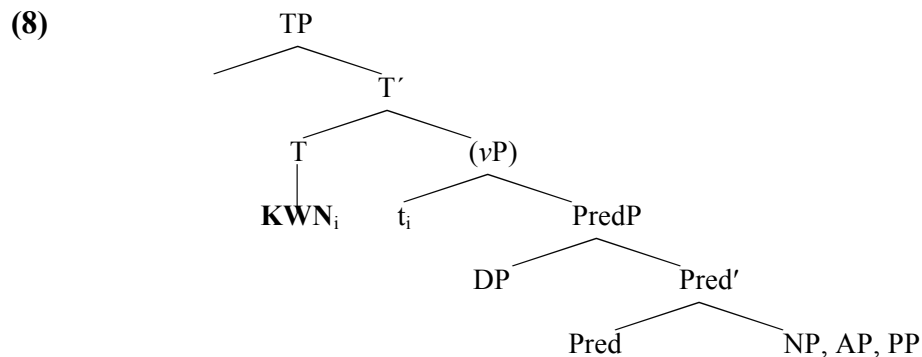 (8) TP
T′
T (vP)
KWNi ti PredP
DP Pred′
Pred NP, AP, PP